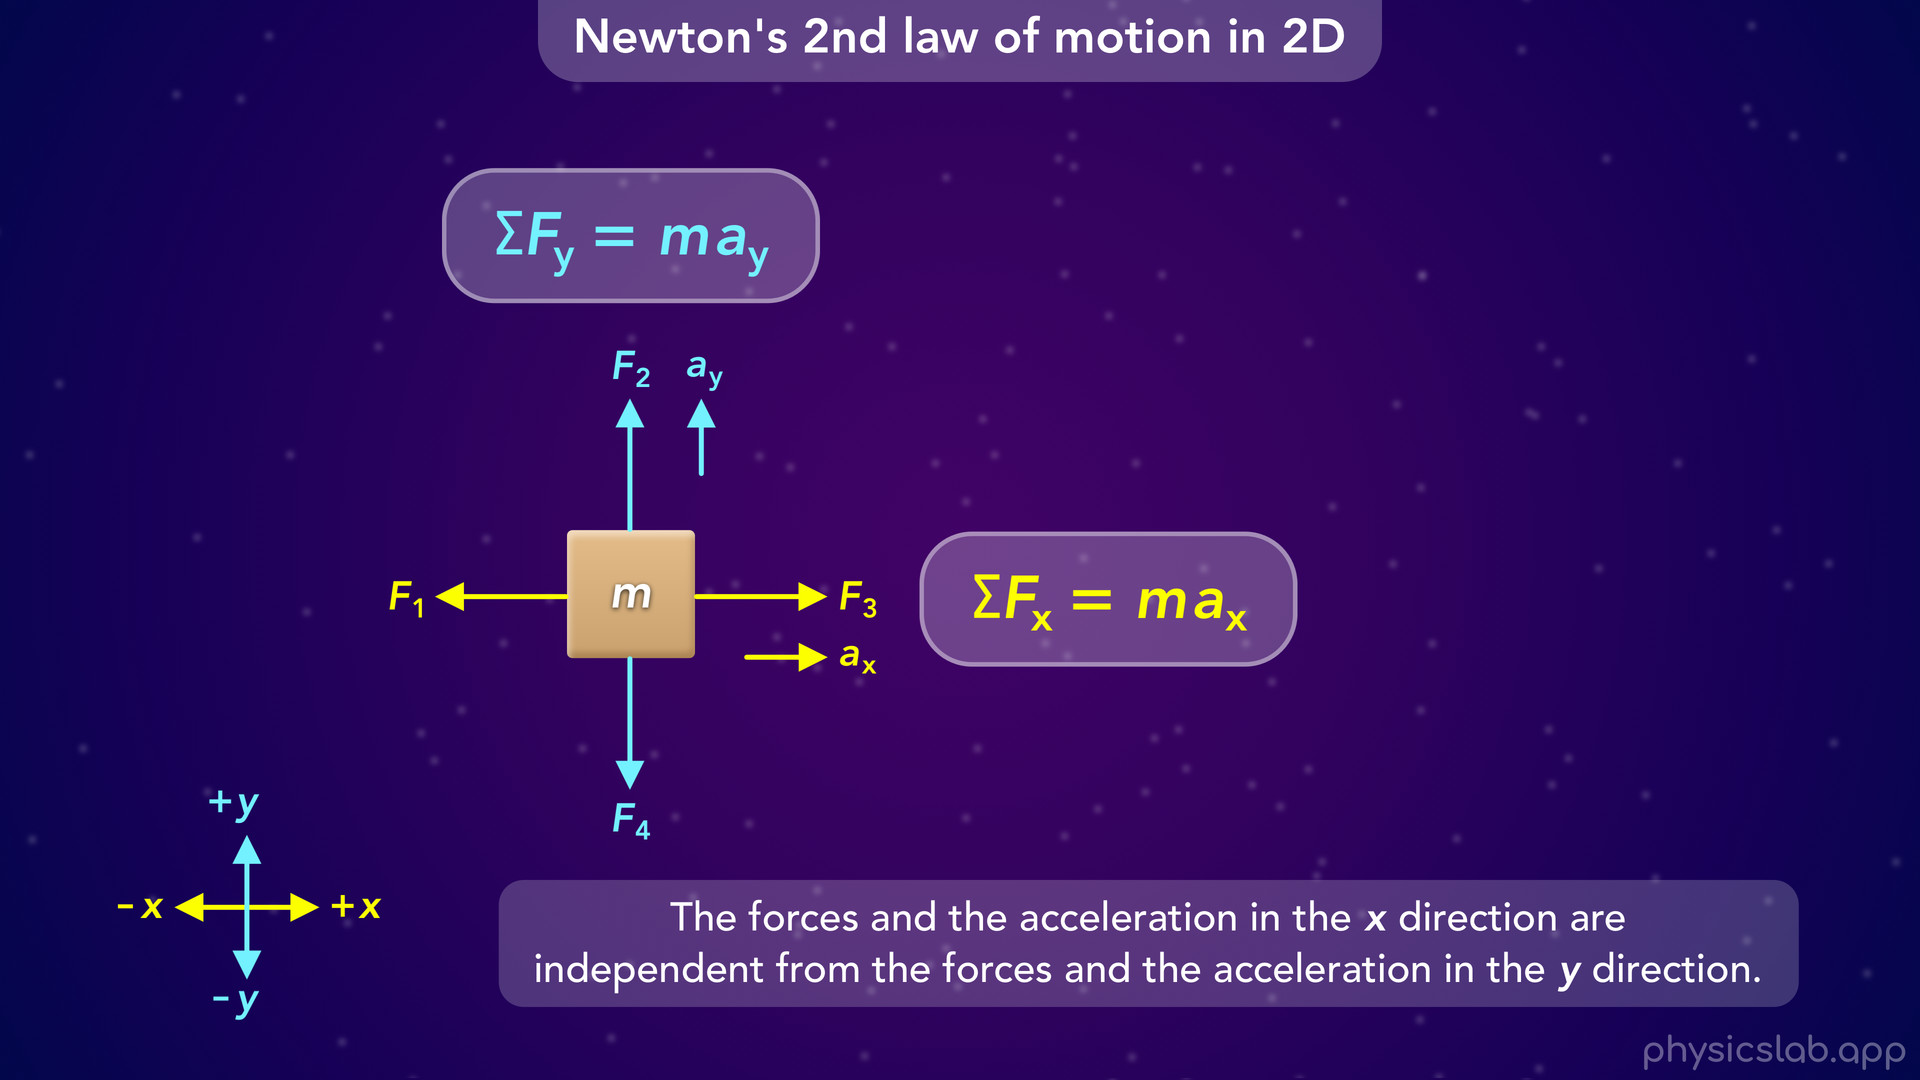 Newton's 2nd law of motion in 2D
ΣFy = may
F2 ay
F1 m F3
ΣFx = max
ax
F4
+y
-x +x
-y
The forces and the acceleration in the x direction are
independent from the forces and the acceleration in the y direction.
physicslab.app